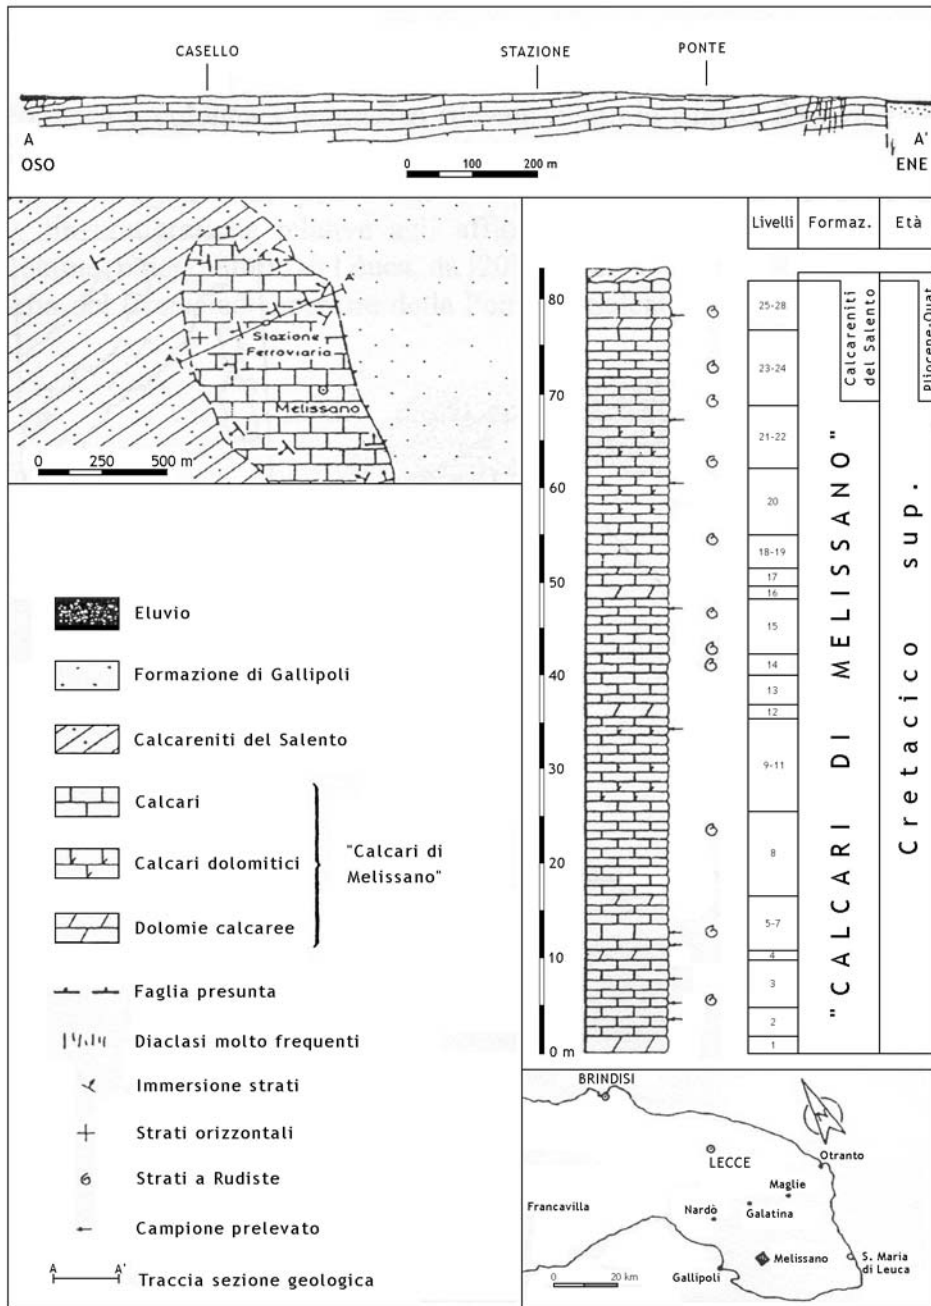 CASELLO
STAZIONE
PONTE
A
OSO
A'
ENE
0 100 200 m
Stazione
Ferroviaria
Melissano
0 250 500 m
Eluvio
Formazione di Gallipoli
Calcareniti del Salento
Calcari
Calcari dolomitici
Dolomie calcaree
"Calcari di
Melissano"
Faglia presunta
Diaclasi molto frequenti
Immersione strati
Strati orizzontali
Strati a Rudiste
Campione prelevato
A A'
Traccia sezione geologica
Livelli Formaz. Età
80
70
60
50
40
30
20
10
0 m
25-28
23-24
21-22
20
18-19
17
16
15
14
13
12
9-11
8
5-7
4
3
2
1
Calcareniti
del Salento
Pliocene-Quat.
"CALCARI DI MELISSANO"
Cretacico sup.
BRINDISI
LECCE
Otranto
Maglie
Francavilla
Nardò
Galatina
Melissano
S. Maria
di Leuca
Gallipoli
0 20 km